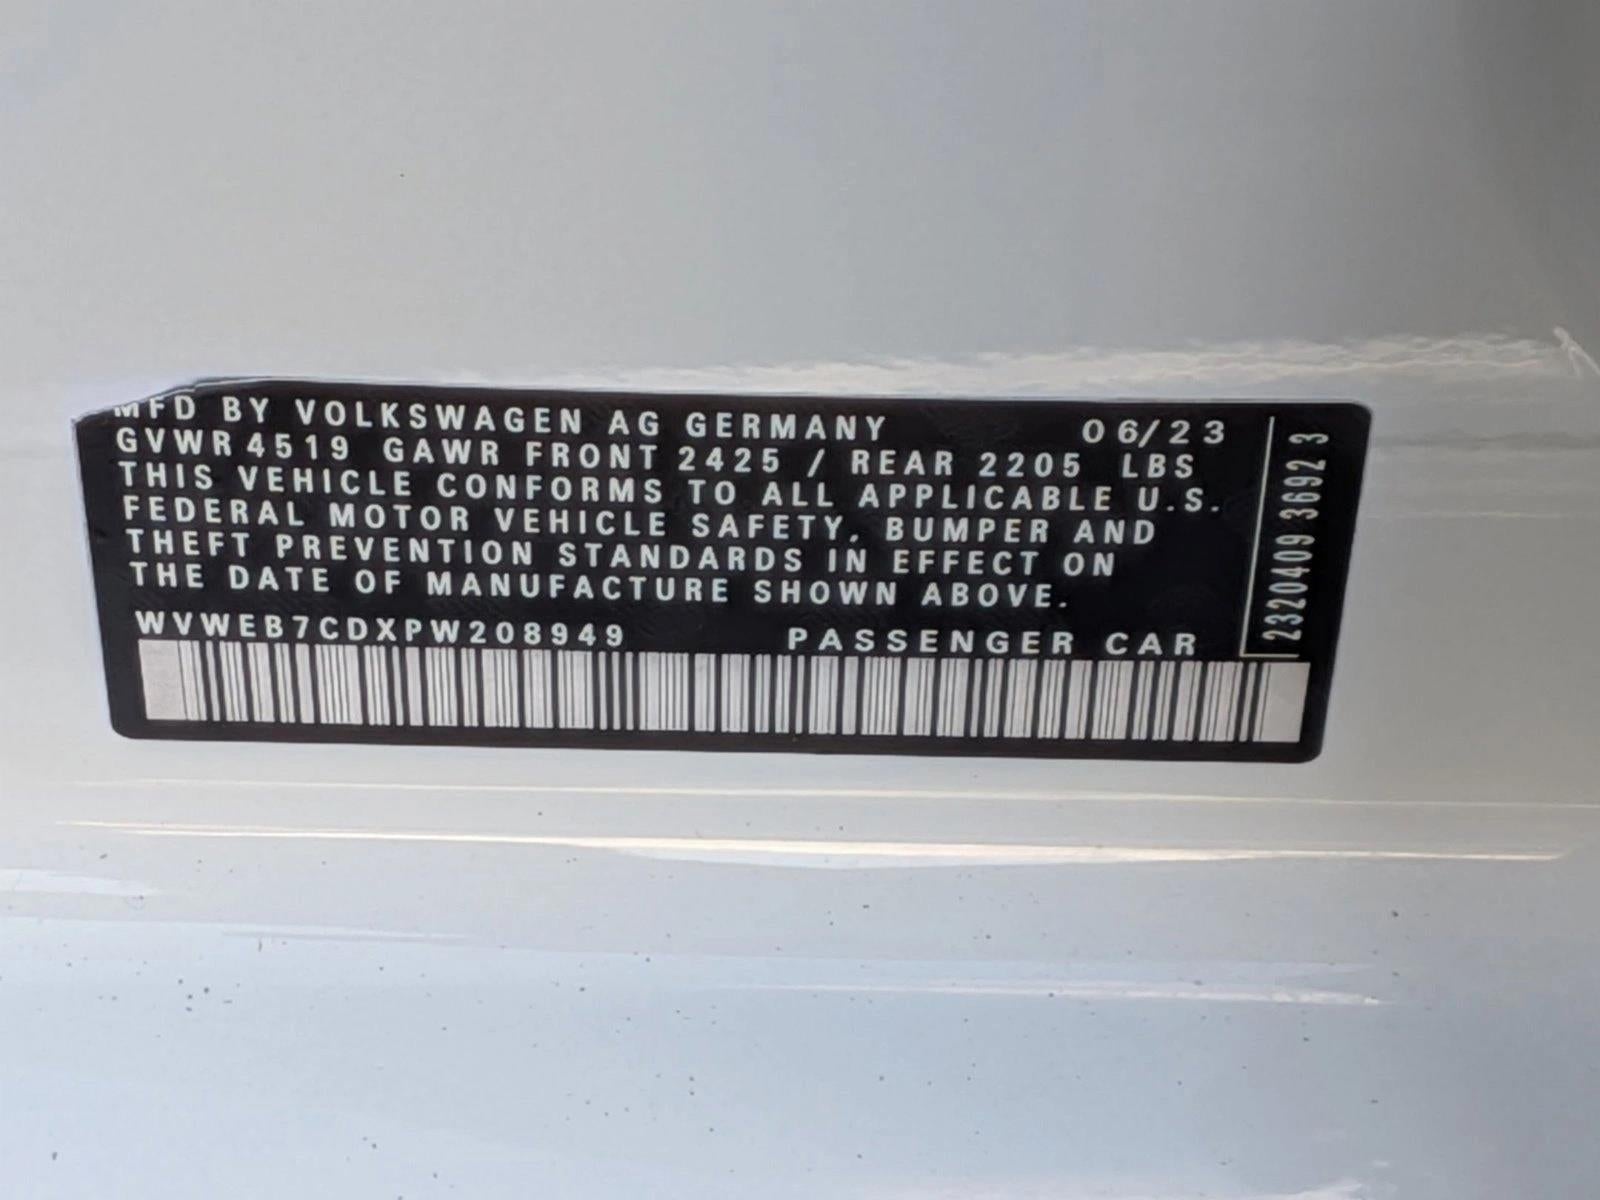 MFD BY VOLKSWAGEN AG GERMANY 06/23
GVWR 4519 GAWR FRONT 2425 / REAR 2205 LBS
THIS VEHICLE CONFORMS TO ALL APPLICABLE U.S.
FEDERAL MOTOR VEHICLE SAFETY, BUMPER AND
THEFT PREVENTION STANDARDS IN EFFECT ON
THE DATE OF MANUFACTURE SHOWN ABOVE.
WVWEB7CDXPW208949 PASSENGER CAR
2320409 3692 3